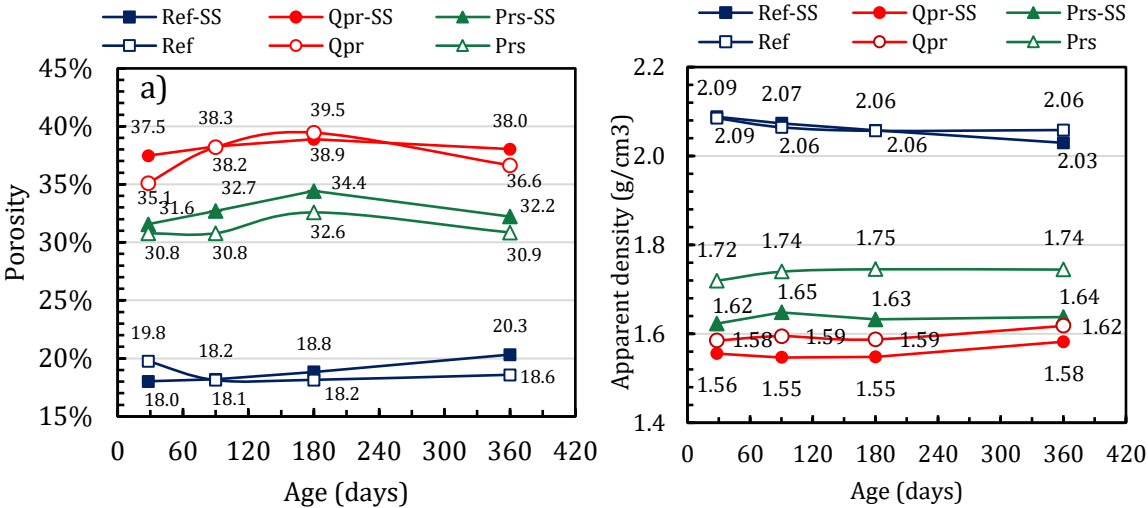 Ref-SS Qpr-SS Prs-SS
Ref Qpr Prs
a)
45%
40%
35%
30%
25%
20%
15%
Porosity
37.5 38.3 39.5 38.0
35.1 38.2 38.9 36.6
31.6 32.7 34.4 32.2
30.8 30.8 32.6 30.9
19.8 18.2 18.8 20.3
18.0 18.1 18.2 18.6
0 60 120 180 240 300 360 420
Age (days)
Ref-SS Qpr-SS Prs-SS
Ref Qpr Prs
2.2
2.0
1.8
1.6
1.4
Apparent density (g/cm3)
2.09 2.07 2.06 2.06
2.09 2.06 2.06 2.03
1.72 1.74 1.75 1.74
1.62 1.65 1.63 1.64
1.58 1.59 1.59 1.62
1.56 1.55 1.55 1.58
0 60 120 180 240 300 360 420
Age (days)